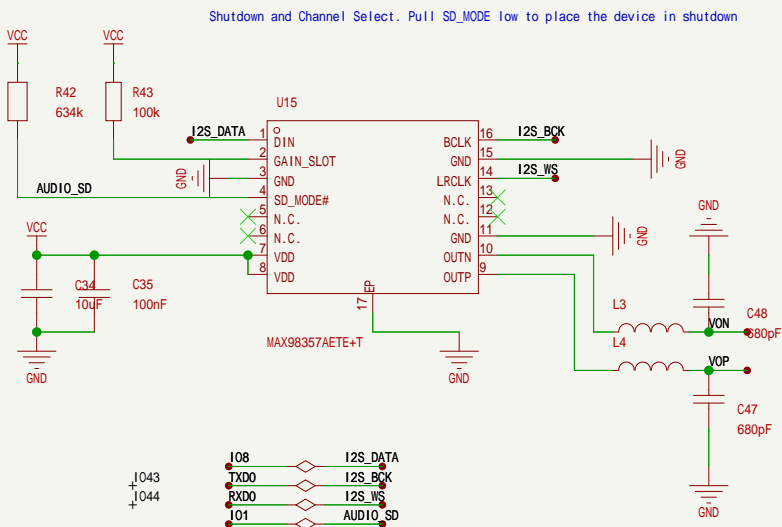 Shutdown and Channel Select. Pull SD_MODE low to place the device in shutdown
VCC
VCC
R42
634k
R43
100k
U15
I2S_DATA
1
DIN
2
GAIN_SLOT
GND
3
GND
AUDIO_SD
4
SD_MODE#
5
N.C.
6
N.C.
7
VDD
8
VDD
16
BCLK
I2S_BCK
15
GND
GND
14
LRCLK
I2S_WS
13
N.C.
12
N.C.
11
GND
GND
10
OUTN
9
OUTP
17
EP
MAX98357AETE+T
VCC
C34
10uF
C35
100nF
GND
GND
GND
L3
VON
C48
680pF
L4
VOP
C47
680pF
GND
IO43
IO44
IO8
I2S_DATA
TXD0
I2S_BCK
RXD0
I2S_WS
IO1
AUDIO_SD